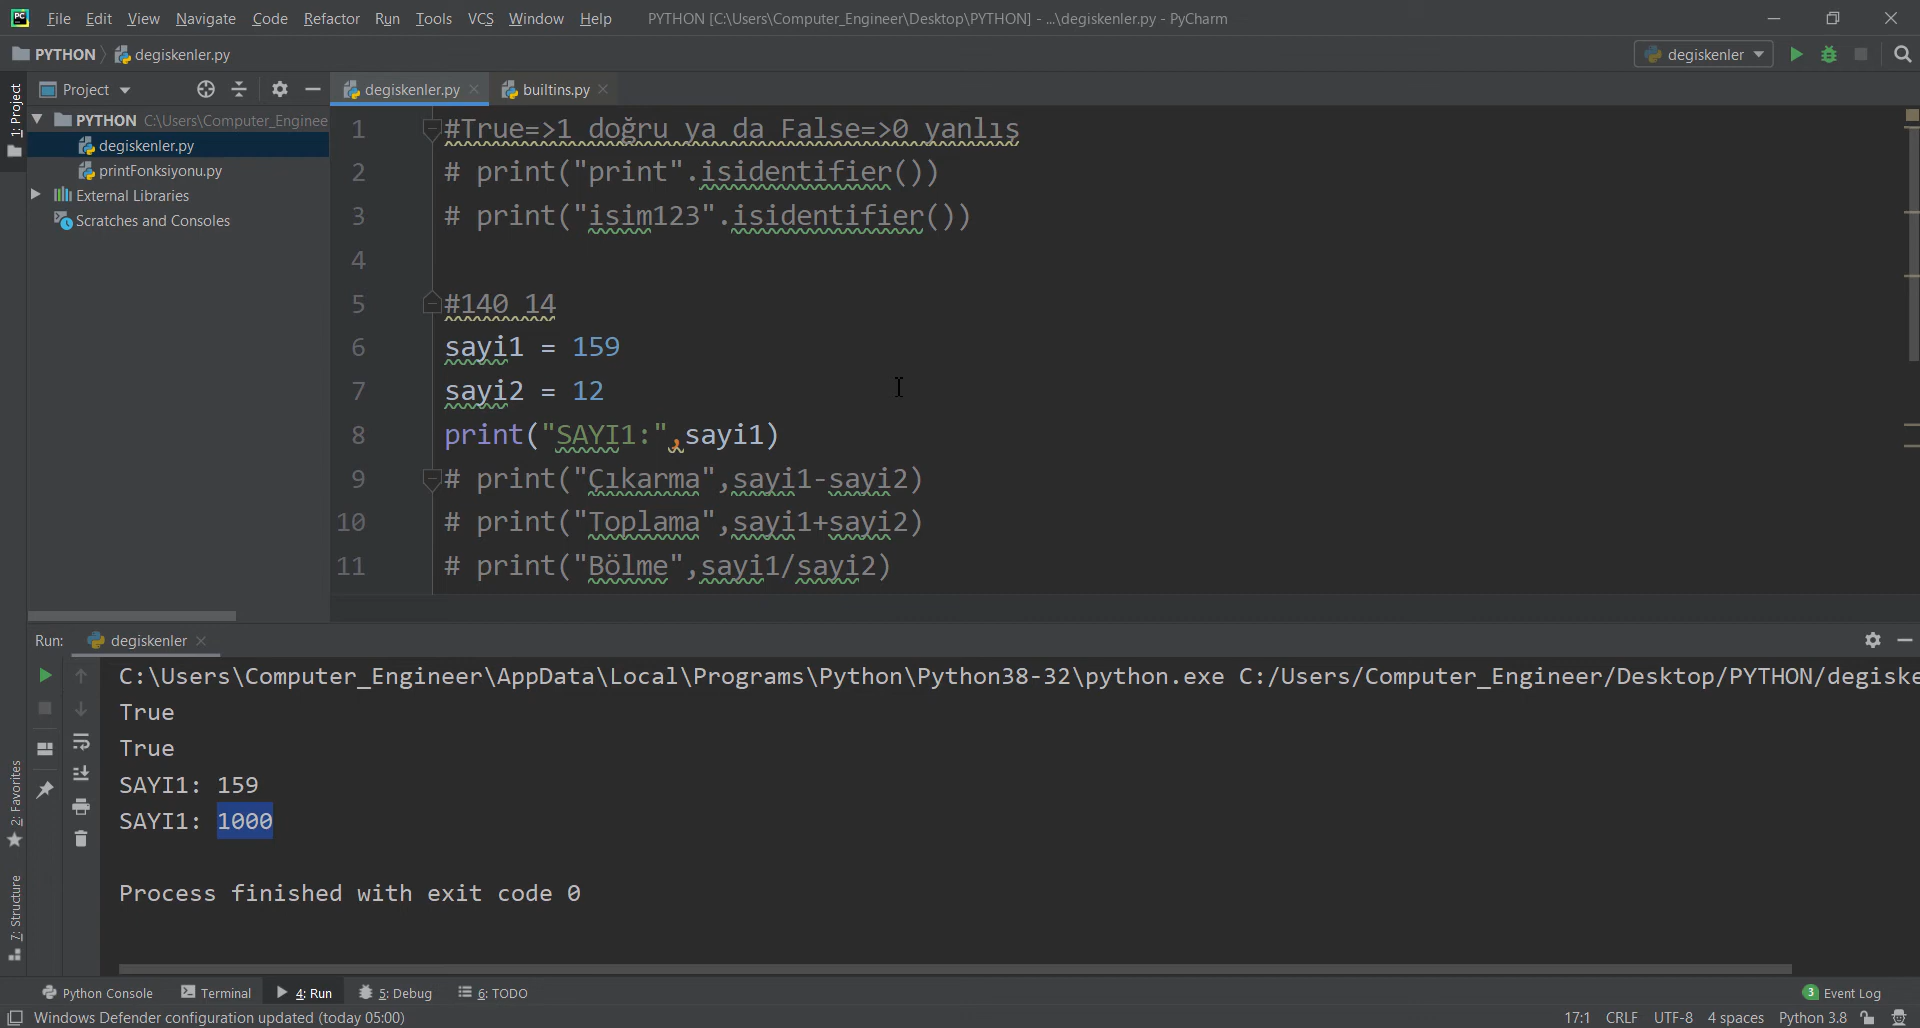 File Edit View Navigate Code Refactor Run Tools VCS Window Help PYTHON [C:\Users\Computer_Engineer\Desktop\PYTHON] - ...\degiskenler.py - PyCharm
PYTHON degiskenler.py degiskenler
1: Project
Project
degiskenler.py builtins.py
PYTHON C:\Users\Computer_Enginee
degiskenler.py
printFonksiyonu.py
External Libraries
Scratches and Consoles
1 #True=>1 doğru ya da False=>0 yanlış
2 # print("print".isidentifier())
3 # print("isim123".isidentifier())
4
5 #140 14
6 sayi1 = 159
7 sayi2 = 12
8 print("SAYI1:",sayi1)
9 # print("Çıkarma",sayi1-sayi2)
10 # print("Toplama",sayi1+sayi2)
11 # print("Bölme",sayi1/sayi2)
Run: degiskenler
C:\Users\Computer_Engineer\AppData\Local\Programs\Python\Python38-32\python.exe C:/Users/Computer_Engineer/Desktop/PYTHON/degiske
True
True
SAYI1: 159
SAYI1: 1000
Process finished with exit code 0
2: Favorites
7: Structure
Python Console Terminal 4: Run 5: Debug 6: TODO 3 Event Log
Windows Defender configuration updated (today 05:00) 17:1 CRLF UTF-8 4 spaces Python 3.8